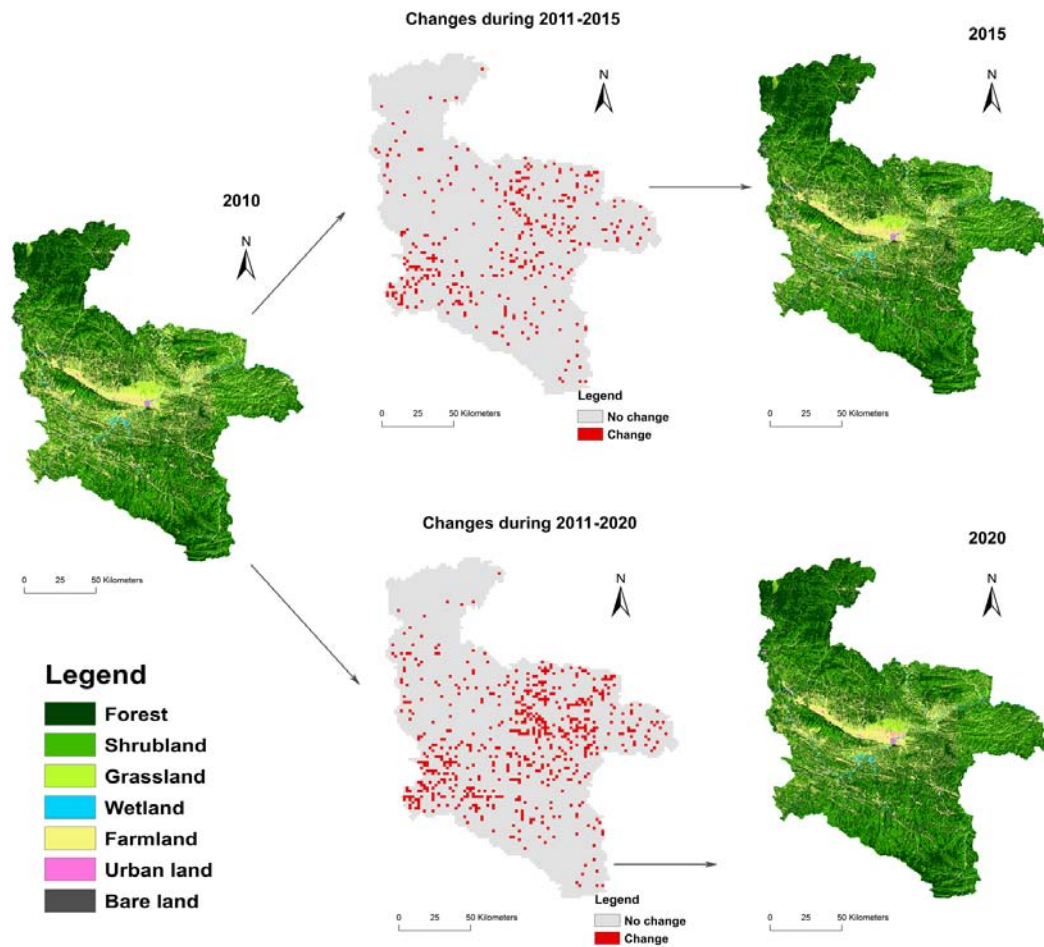 Changes during 2011-2015
2015
N
N
2010
N
0 25 50 Kilometers
Legend
No change
Change
0 25 50 Kilometers
0 25 50 Kilometers
Changes during 2011-2020
2020
N
N
Legend
Forest
Shrubland
Grassland
Wetland
Farmland
Urban land
Bare land
Legend
No change
Change
0 25 50 Kilometers
0 25 50 Kilometers